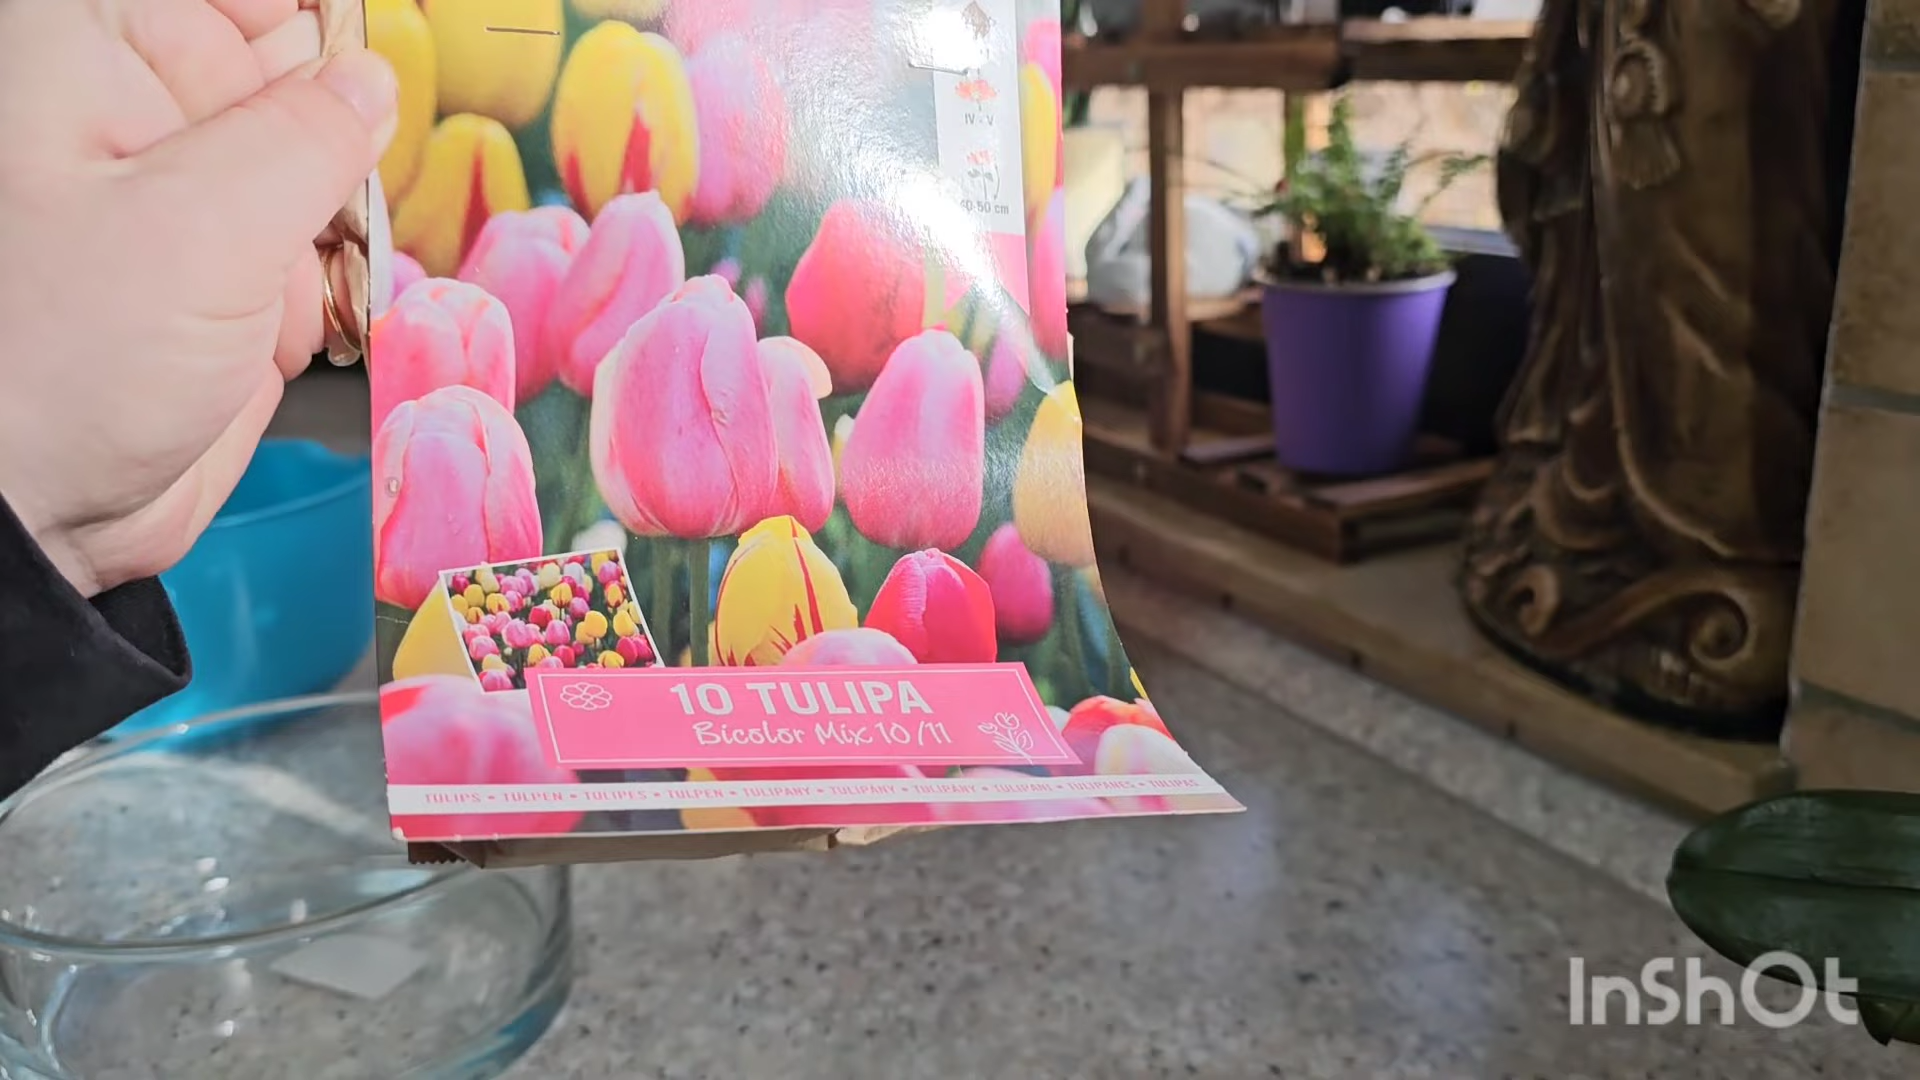 IV - V
40-50 cm
10 TULIPA
Bicolor Mix 10/11
TULIPS • TULPEN • TULIPES • TULPEN • TULIPANY • TULIPÁNY • TULIPANY • TULIPANI • TULIPANES • TULIPAS
InShOt